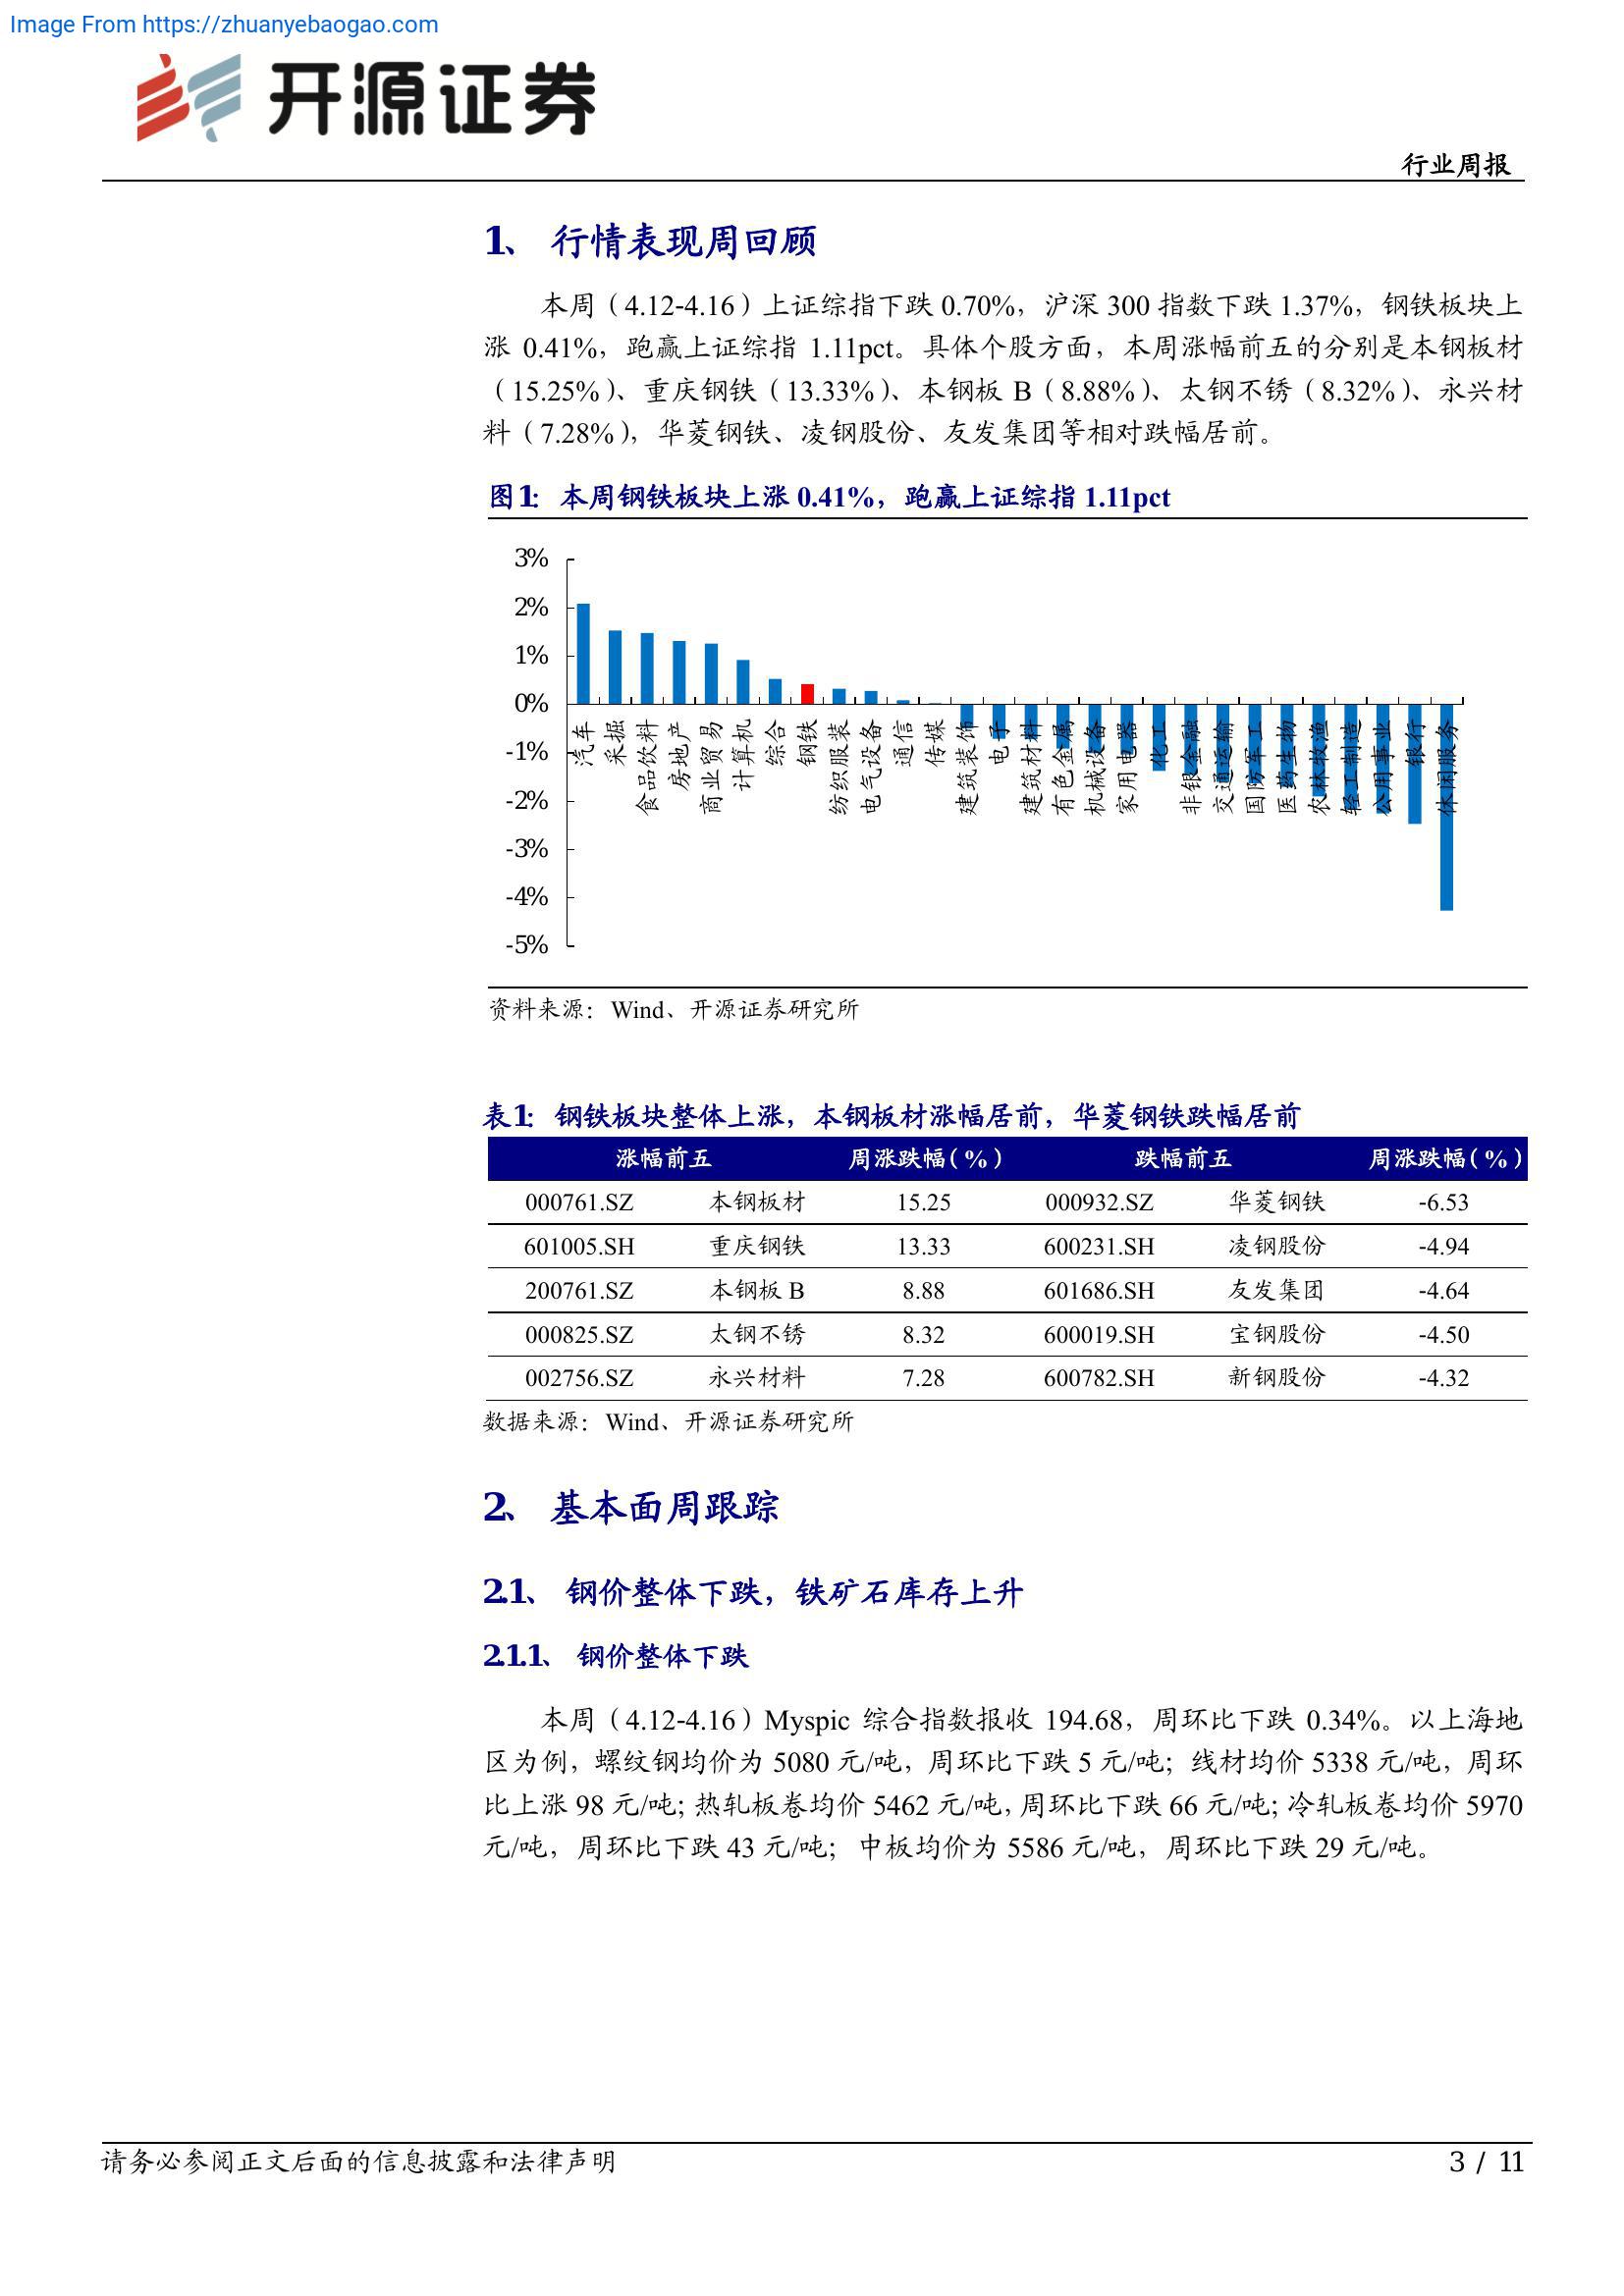 Image From https://zhuanyebaogao.com
开源证券
行业周报
1、 行情表现周回顾
本周（4.12-4.16）上证综指下跌 0.70%，沪深 300 指数下跌 1.37%，钢铁板块上
涨 0.41%，跑赢上证综指 1.11pct。具体个股方面，本周涨幅前五的分别是本钢板材
（15.25%）、重庆钢铁（13.33%）、本钢板 B（8.88%）、太钢不锈（8.32%）、永兴材
料（7.28%），华菱钢铁、凌钢股份、友发集团等相对跌幅居前。
图1： 本周钢铁板块上涨 0.41%，跑赢上证综指 1.11pct
3%
2%
1%
0%
-1%
-2%
-3%
-4%
-5%
汽车
采掘
食品饮料
房地产
商业贸易
计算机
综合
钢铁
纺织服装
电气设备
通信
传媒
建筑装饰
电子
建筑材料
有色金属
机械设备
家用电器
化工
非银金融
交通运输
国防军工
医药生物
农林牧渔
轻工制造
公用事业
银行
休闲服务
资料来源：Wind、开源证券研究所
表1： 钢铁板块整体上涨，本钢板材涨幅居前，华菱钢铁跌幅居前
涨幅前五 周涨跌幅（%） 跌幅前五 周涨跌幅（%）
000761.SZ 本钢板材 15.25 000932.SZ 华菱钢铁 -6.53
601005.SH 重庆钢铁 13.33 600231.SH 凌钢股份 -4.94
200761.SZ 本钢板 B 8.88 601686.SH 友发集团 -4.64
000825.SZ 太钢不锈 8.32 600019.SH 宝钢股份 -4.50
002756.SZ 永兴材料 7.28 600782.SH 新钢股份 -4.32
数据来源：Wind、开源证券研究所
2、 基本面周跟踪
2.1、 钢价整体下跌，铁矿石库存上升
2.1.1、 钢价整体下跌
本周（4.12-4.16）Myspic 综合指数报收 194.68，周环比下跌 0.34%。以上海地
区为例，螺纹钢均价为 5080 元/吨，周环比下跌 5 元/吨；线材均价 5338 元/吨，周环
比上涨 98 元/吨；热轧板卷均价 5462 元/吨，周环比下跌 66 元/吨；冷轧板卷均价 5970
元/吨，周环比下跌 43 元/吨；中板均价为 5586 元/吨，周环比下跌 29 元/吨。
请务必参阅正文后面的信息披露和法律声明
3 / 11